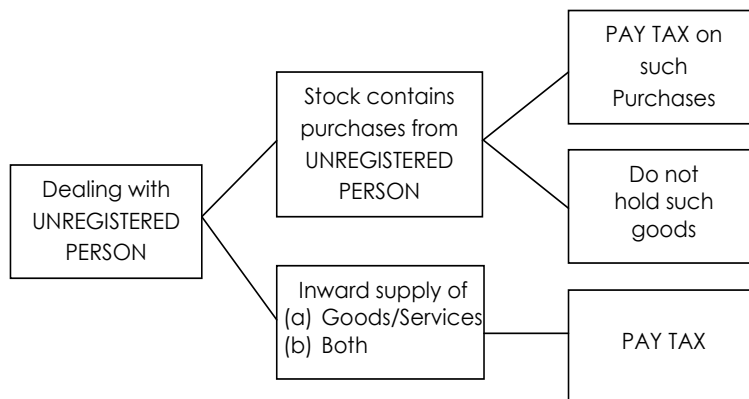 Dealing with
UNREGISTERED
PERSON
Stock contains
purchases from
UNREGISTERED
PERSON
PAY TAX on
such
Purchases
Do not
hold such
goods
Inward supply of
(a) Goods/Services
(b) Both
PAY TAX